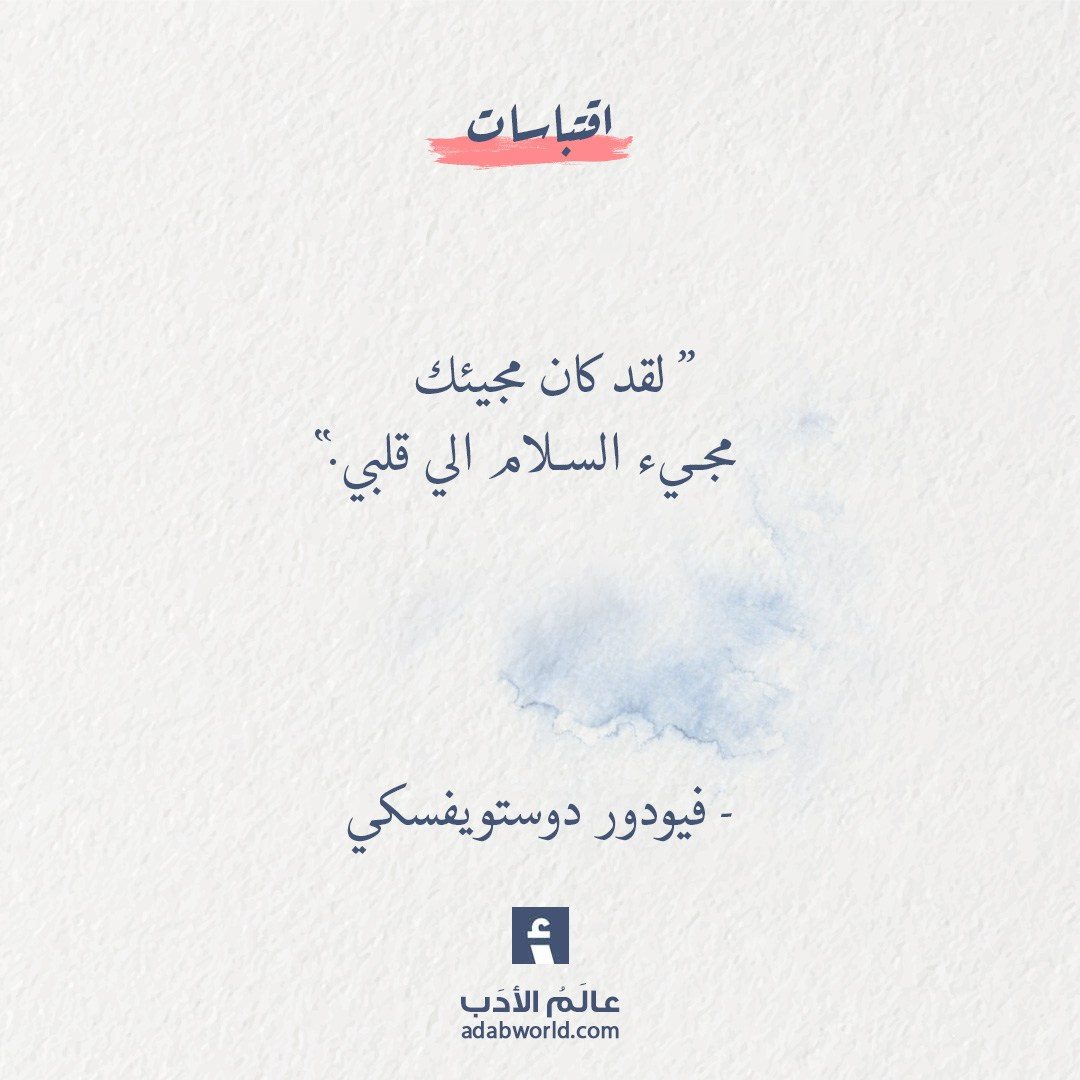 اقتباسات
” لقد كان مجيئك
مجيء السلام الي قلبي.“
- فيودور دوستويفسكي
أ
عالَمُ الأدَب
adabworld.com